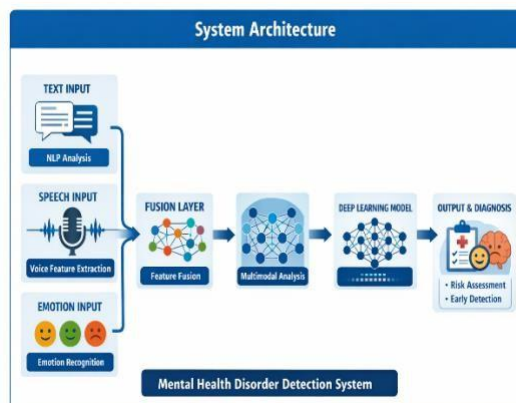 System Architecture
TEXT INPUT
NLP Analysis
SPEECH INPUT
Voice Feature Extraction
EMOTION INPUT
Emotion Recognition
FUSION LAYER
Feature Fusion
Multimodal Analysis
DEEP LEARNING MODEL
OUTPUT & DIAGNOSIS
• Risk Assessment
• Early Detection
Mental Health Disorder Detection System